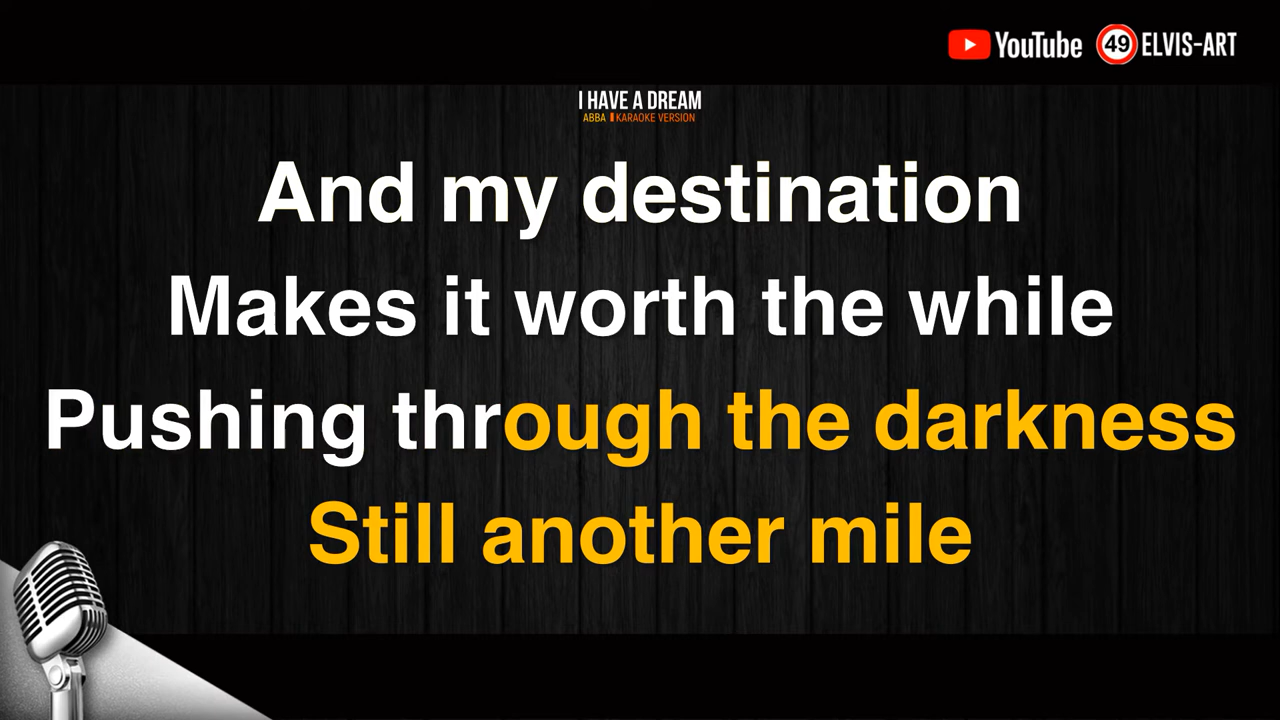 YouTube 49 ELVIS-ART
I HAVE A DREAM
ABBA KARAOKE VERSION
And my destination
Makes it worth the while
Pushing through the darkness
Still another mile